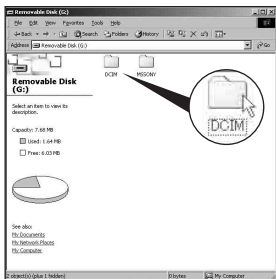 Removable Disk (G:)
File Edit View Favorites Tools Help
Back Search Folders History
Address Removable Disk (G:) Go
DCIM MSSONY
Removable Disk (G:)
Select an item to view its description.
Capacity: 7.68 MB
Used: 1.64 MB
Free: 6.03 MB
DCIM
See also:
My Documents
My Network Places
My Computer
2 object(s) (plus 1 hidden) 0 bytes My Computer